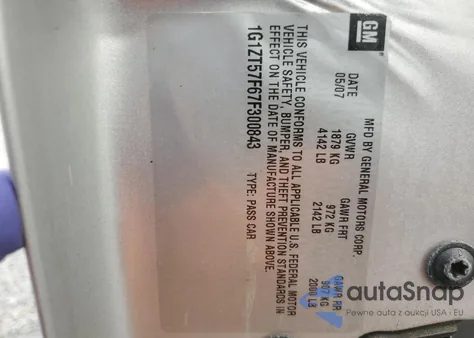 GM
MFD BY GENERAL MOTORS CORP.
DATE GVWR GAWR FRT GAWR RR
05/07 1879 KG 972 KG 907 KG
4142 LB 2142 LB 2000 LB
THIS VEHICLE CONFORMS TO ALL APPLICABLE U.S. FEDERAL MOTOR
VEHICLE SAFETY, BUMPER, AND THEFT PREVENTION STANDARDS IN
EFFECT ON THE DATE OF MANUFACTURE SHOWN ABOVE.
1G1ZT57F67F300843 TYPE: PASS CAR
autoSnap
Pewne auta z aukcji USA · EU